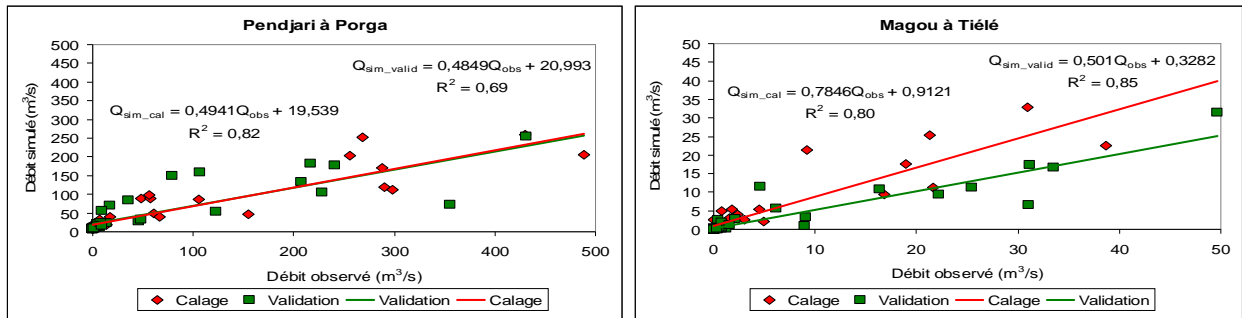 Pendjari à Porga
500
450
400
350
300
250
200
150
100
50
0
Débit simulé (m³/s)
Qsim_valid = 0,4849Qobs + 20,993
R² = 0,69
Qsim_cal = 0,4941Qobs + 19,539
R² = 0,82
0 100 200 300 400 500
Débit observé (m³/s)
Calage Validation Validation Calage
Magou à Tiélé
50
45
40
35
30
25
20
15
10
5
0
Débit simulé (m³/s)
Qsim_valid = 0,501Qobs + 0,3282
R² = 0,85
Qsim_cal = 0,7846Qobs + 0,9121
R² = 0,80
0 10 20 30 40 50
Débit observé (m³/s)
Calage Validation Calage Validation